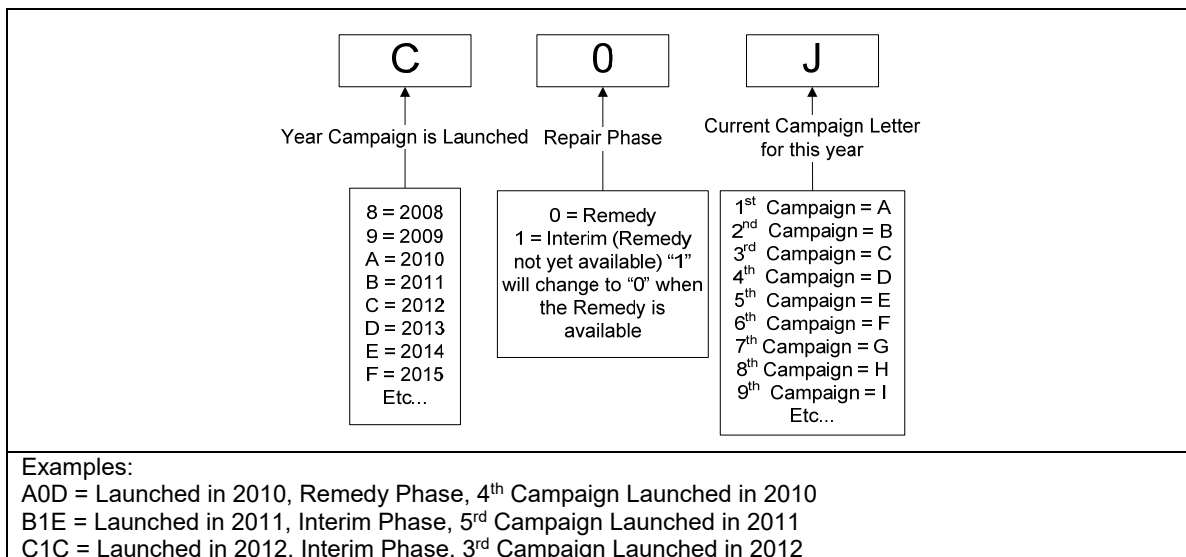 C 0 J
Year Campaign is Launched
Repair Phase
Current Campaign Letter
for this year
8 = 2008
9 = 2009
A = 2010
B = 2011
C = 2012
D = 2013
E = 2014
F = 2015
Etc...
0 = Remedy
1 = Interim (Remedy
not yet available) “1”
will change to “0” when
the Remedy is
available
1st Campaign = A
2nd Campaign = B
3rd Campaign = C
4th Campaign = D
5th Campaign = E
6th Campaign = F
7th Campaign = G
8th Campaign = H
9th Campaign = I
Etc...
Examples:
A0D = Launched in 2010, Remedy Phase, 4th Campaign Launched in 2010
B1E = Launched in 2011, Interim Phase, 5rd Campaign Launched in 2011
C1C = Launched in 2012, Interim Phase, 3rd Campaign Launched in 2012